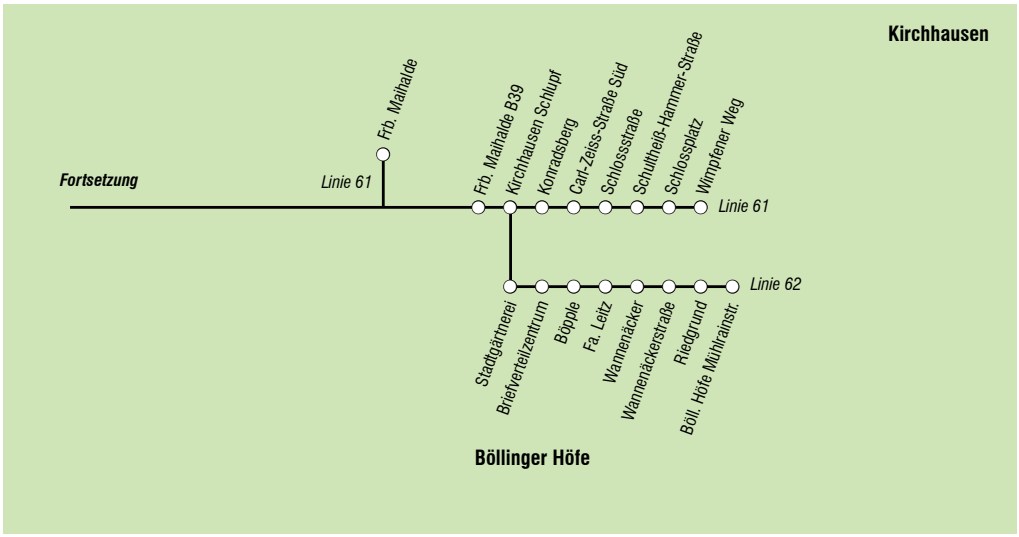 Kirchhausen
Fortsetzung
Linie 61
Frb. Maihalde
Frb. Maihalde B39
Kirchhausen Schlupf
Konradsberg
Carl-Zeiss-Straße Süd
Schlossstraße
Schultheiß-Hammer-Straße
Schlossplatz
Wimpfener Weg
Linie 61
Linie 62
Stadtgärtnerei
Briefverteilzentrum
Böpple
Fa. Leitz
Wannenäcker
Wannenäckerstraße
Riedgrund
Böll. Höfe Mühlrainstr.
Böllinger Höfe